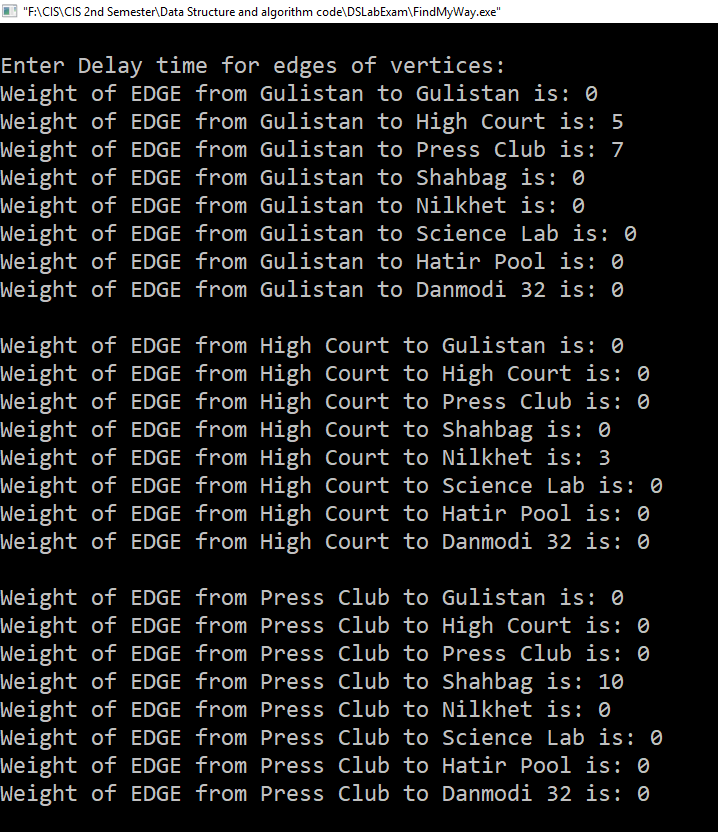 "F:\CIS\CIS 2nd Semester\Data Structure and algorithm code\DSLabExam\FindMyWay.exe"
Enter Delay time for edges of vertices:
Weight of EDGE from Gulistan to Gulistan is: 0
Weight of EDGE from Gulistan to High Court is: 5
Weight of EDGE from Gulistan to Press Club is: 7
Weight of EDGE from Gulistan to Shahbag is: 0
Weight of EDGE from Gulistan to Nilkhet is: 0
Weight of EDGE from Gulistan to Science Lab is: 0
Weight of EDGE from Gulistan to Hatir Pool is: 0
Weight of EDGE from Gulistan to Danmodi 32 is: 0
Weight of EDGE from High Court to Gulistan is: 0
Weight of EDGE from High Court to High Court is: 0
Weight of EDGE from High Court to Press Club is: 0
Weight of EDGE from High Court to Shahbag is: 0
Weight of EDGE from High Court to Nilkhet is: 3
Weight of EDGE from High Court to Science Lab is: 0
Weight of EDGE from High Court to Hatir Pool is: 0
Weight of EDGE from High Court to Danmodi 32 is: 0
Weight of EDGE from Press Club to Gulistan is: 0
Weight of EDGE from Press Club to High Court is: 0
Weight of EDGE from Press Club to Press Club is: 0
Weight of EDGE from Press Club to Shahbag is: 10
Weight of EDGE from Press Club to Nilkhet is: 0
Weight of EDGE from Press Club to Science Lab is: 0
Weight of EDGE from Press Club to Hatir Pool is: 0
Weight of EDGE from Press Club to Danmodi 32 is: 0